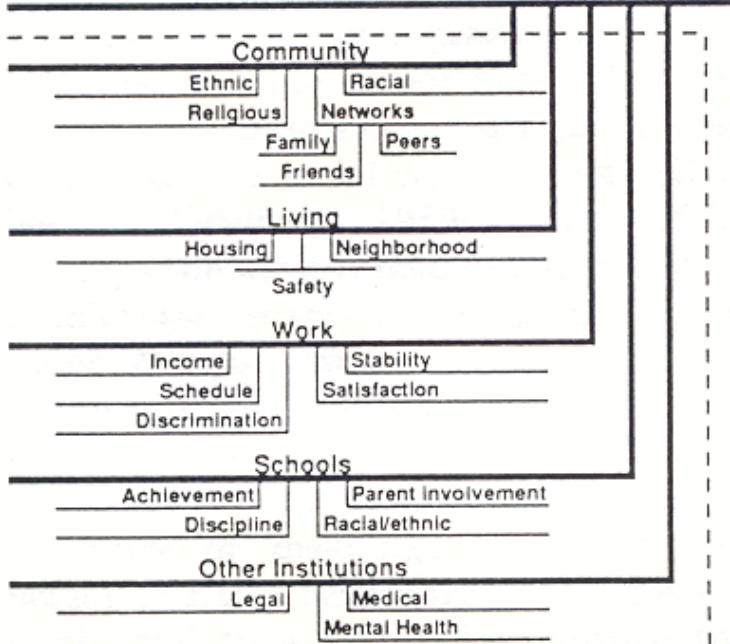 Community
Ethnic Racial
Religious Networks
Family Peers
Friends
Living
Housing Neighborhood
Safety
Work
Income Stability
Schedule Satisfaction
Discrimination
Schools
Achievement Parent involvement
Discipline Racial/ethnic
Other Institutions
Legal Medical
Mental Health